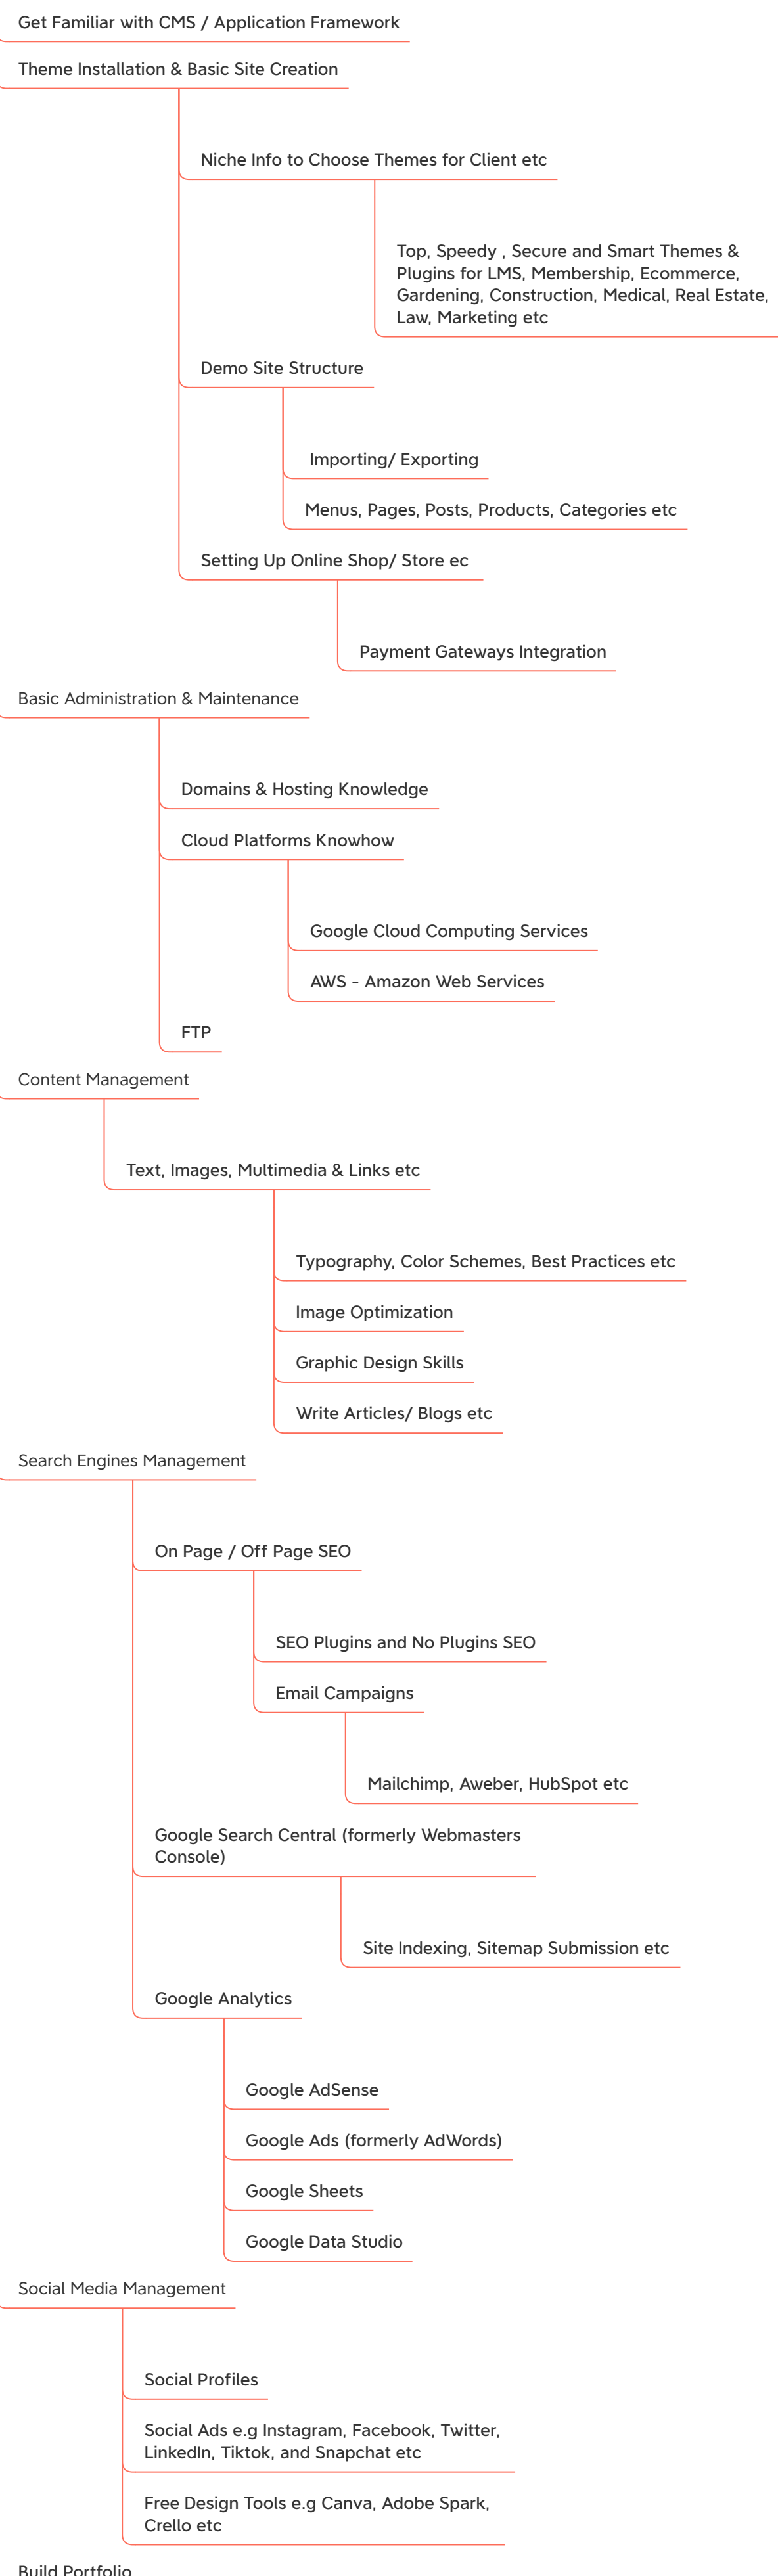 Get Familiar with CMS / Application Framework
Theme Installation & Basic Site Creation
Niche Info to Choose Themes for Client etc
Top, Speedy , Secure and Smart Themes &
Plugins for LMS, Membership, Ecommerce,
Gardening, Construction, Medical, Real Estate,
Law, Marketing etc
Demo Site Structure
Importing/ Exporting
Menus, Pages, Posts, Products, Categories etc
Setting Up Online Shop/ Store ec
Payment Gateways Integration
Basic Administration & Maintenance
Domains & Hosting Knowledge
Cloud Platforms Knowhow
Google Cloud Computing Services
AWS - Amazon Web Services
FTP
Content Management
Text, Images, Multimedia & Links etc
Typography, Color Schemes, Best Practices etc
Image Optimization
Graphic Design Skills
Write Articles/ Blogs etc
Search Engines Management
On Page / Off Page SEO
SEO Plugins and No Plugins SEO
Email Campaigns
Mailchimp, Aweber, HubSpot etc
Google Search Central (formerly Webmasters
Console)
Site Indexing, Sitemap Submission etc
Google Analytics
Google AdSense
Google Ads (formerly AdWords)
Google Sheets
Google Data Studio
Social Media Management
Social Profiles
Social Ads e.g Instagram, Facebook, Twitter,
LinkedIn, Tiktok, and Snapchat etc
Free Design Tools e.g Canva, Adobe Spark,
Crello etc
Build Portfolio